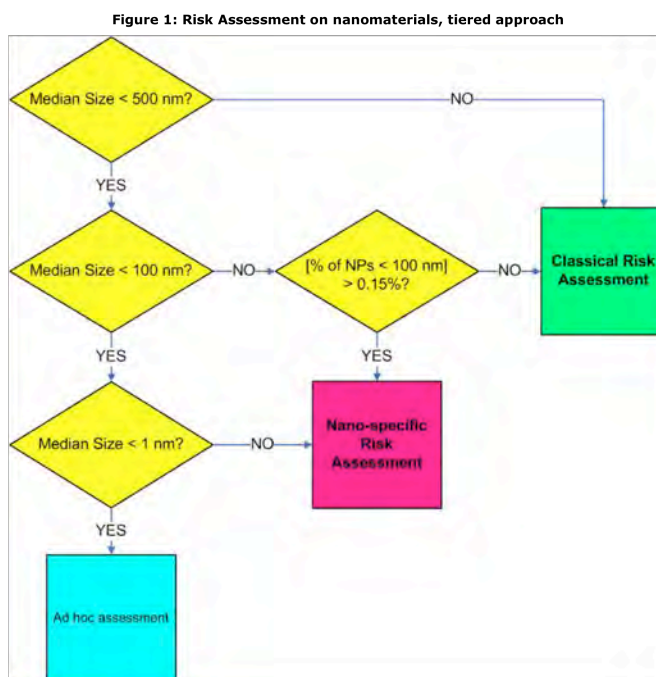 Figure 1: Risk Assessment on nanomaterials, tiered approach
Median Size < 500 nm?
NO
YES
Median Size < 100 nm?
NO
[% of NPs < 100 nm]
> 0.15%?
NO
Classical Risk
Assessment
YES
YES
Median Size < 1 nm?
NO
Nano-specific
Risk
Assessment
YES
Ad hoc assessment